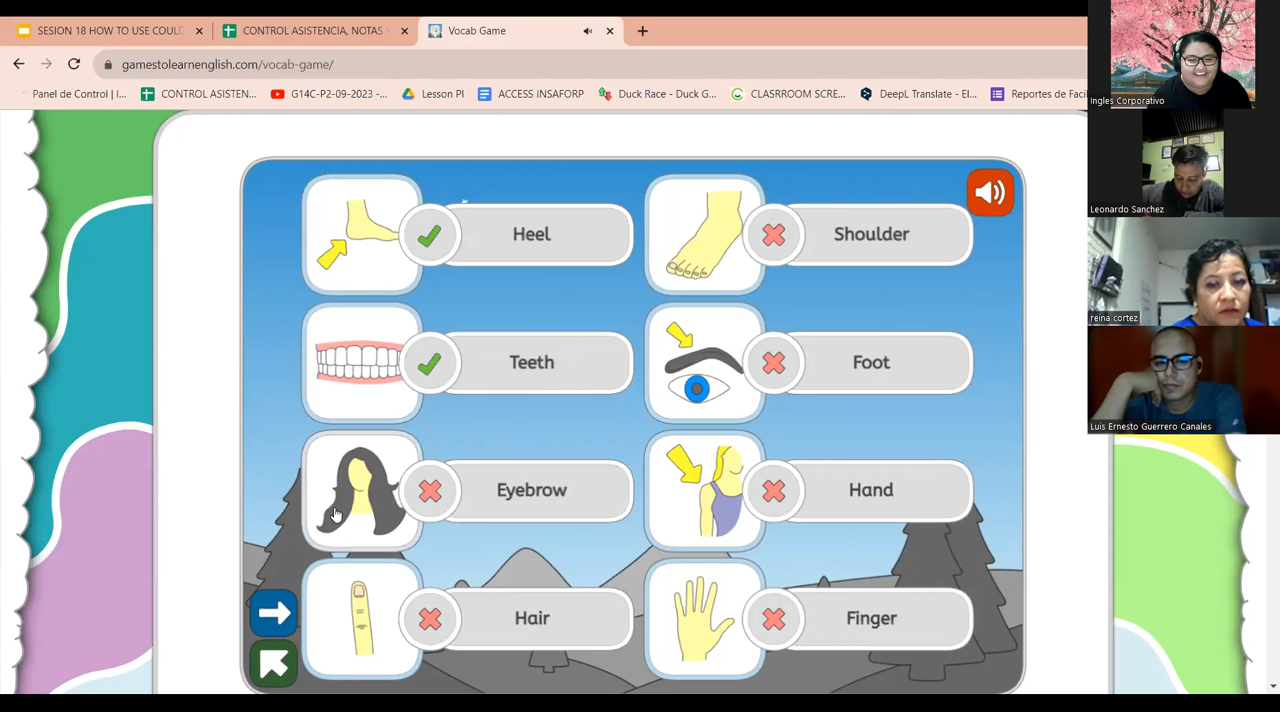 SESION 18 HOW TO USE COULD
CONTROL ASISTENCIA, NOTAS
Vocab Game
gamestolearnenglish.com/vocab-game/
Panel de Control | I...
CONTROL ASISTEN...
G14C-P2-09-2023 -...
Lesson Pl
ACCESS INSAFORP
Duck Race - Duck G...
CLASRROOM SCRE...
DeepL Translate - El...
Reportes de Facil
Ingles Corporativo
Leonardo Sanchez
reina cortez
Luis Ernesto Guerrero Canales
Heel
Shoulder
Teeth
Foot
Eyebrow
Hand
Hair
Finger